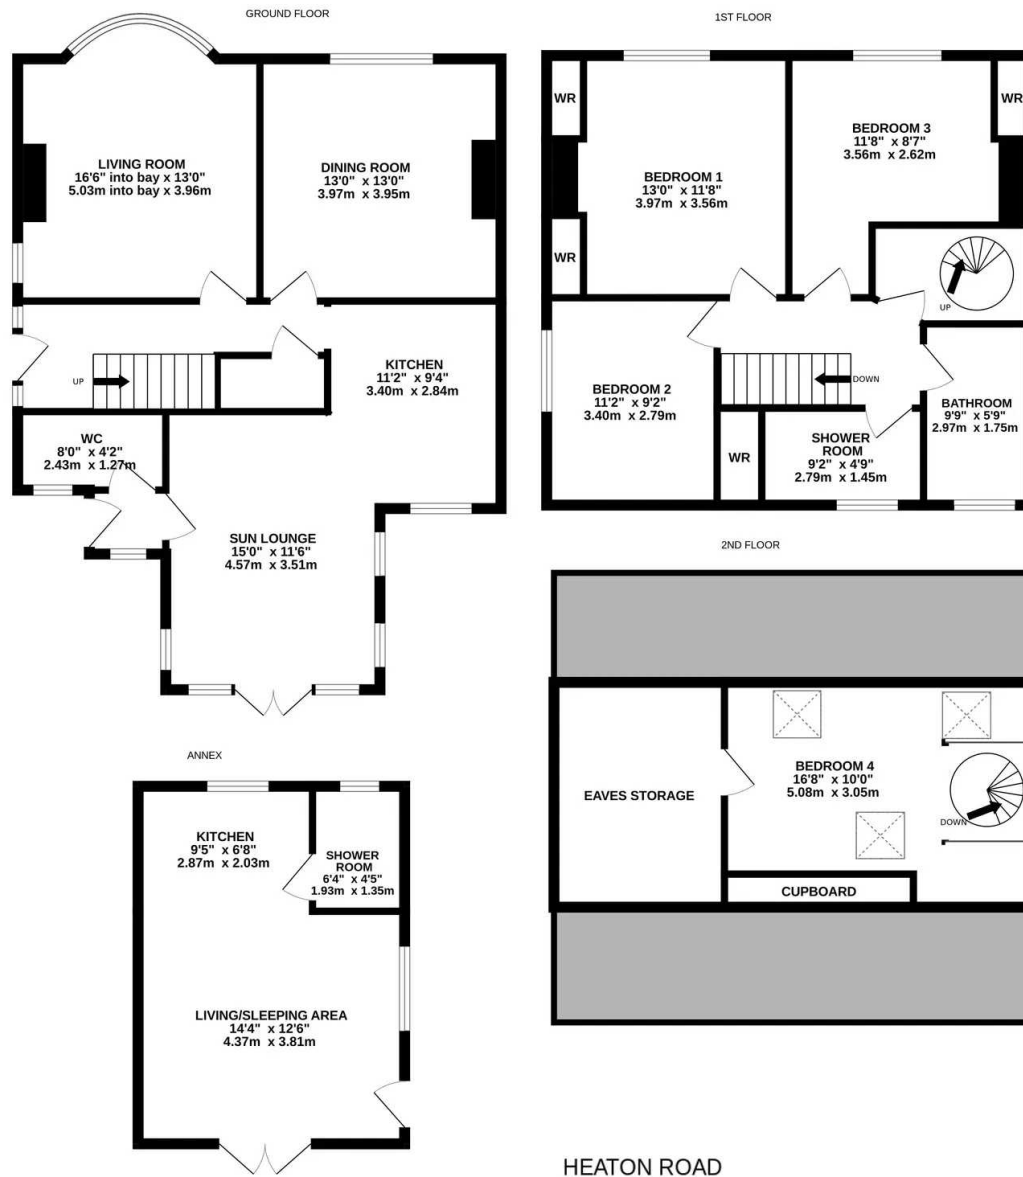 GROUND FLOOR
LIVING ROOM
16'6" into bay x 13'0"
5.03m into bay x 3.96m
DINING ROOM
13'0" x 13'0"
3.97m x 3.95m
KITCHEN
11'2" x 9'4"
3.40m x 2.84m
UP
WC
8'0" x 4'2"
2.43m x 1.27m
SUN LOUNGE
15'0" x 11'6"
4.57m x 3.51m
1ST FLOOR
WR
WR
BEDROOM 3
11'8" x 8'7"
3.56m x 2.62m
BEDROOM 1
13'0" x 11'8"
3.97m x 3.56m
WR
UP
BEDROOM 2
11'2" x 9'2"
3.40m x 2.79m
DOWN
BATHROOM
9'9" x 5'9"
2.97m x 1.75m
SHOWER
ROOM
9'2" x 4'9"
2.79m x 1.45m
WR
2ND FLOOR
BEDROOM 4
16'8" x 10'0"
5.08m x 3.05m
EAVES STORAGE
DOWN
CUPBOARD
ANNEX
KITCHEN
9'5" x 6'8"
2.87m x 2.03m
SHOWER
ROOM
6'4" x 4'5"
1.93m x 1.35m
LIVING/SLEEPING AREA
14'4" x 12'6"
4.37m x 3.81m
HEATON ROAD